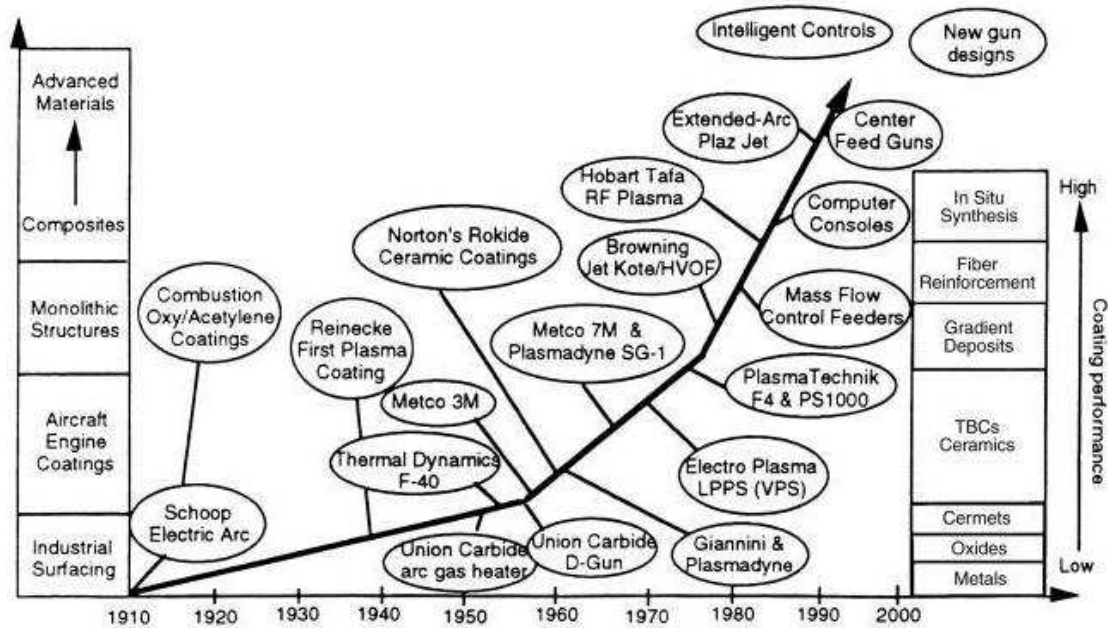 Intelligent Controls
New gun
designs
Advanced
Materials
Composites
Monolithic
Structures
Aircraft
Engine
Coatings
Industrial
Surfacing
Extended-Arc
Plaz Jet
Center
Feed Guns
Hobart Tafa
RF Plasma
Computer
Consoles
Norton's Rokide
Ceramic Coatings
Browning
Jet Kote/HVOF
Mass Flow
Control Feeders
Combustion
Oxy/Acetylene
Coatings
Reinecke
First Plasma
Coating
Metco 7M &
Plasmadyne SG-1
PlasmaTechnik
F4 & PS1000
Metco 3M
Thermal Dynamics
F-40
Electro Plasma
LPPS (VPS)
Schoop
Electric Arc
Union Carbide
arc gas heater
Union Carbide
D-Gun
Giannini &
Plasmadyne
In Situ
Synthesis
Fiber
Reinforcement
Gradient
Deposits
TBCs
Ceramics
Cermets
Oxides
Metals
High
Coating performance
Low
1910 1920 1930 1940 1950 1960 1970 1980 1990 2000